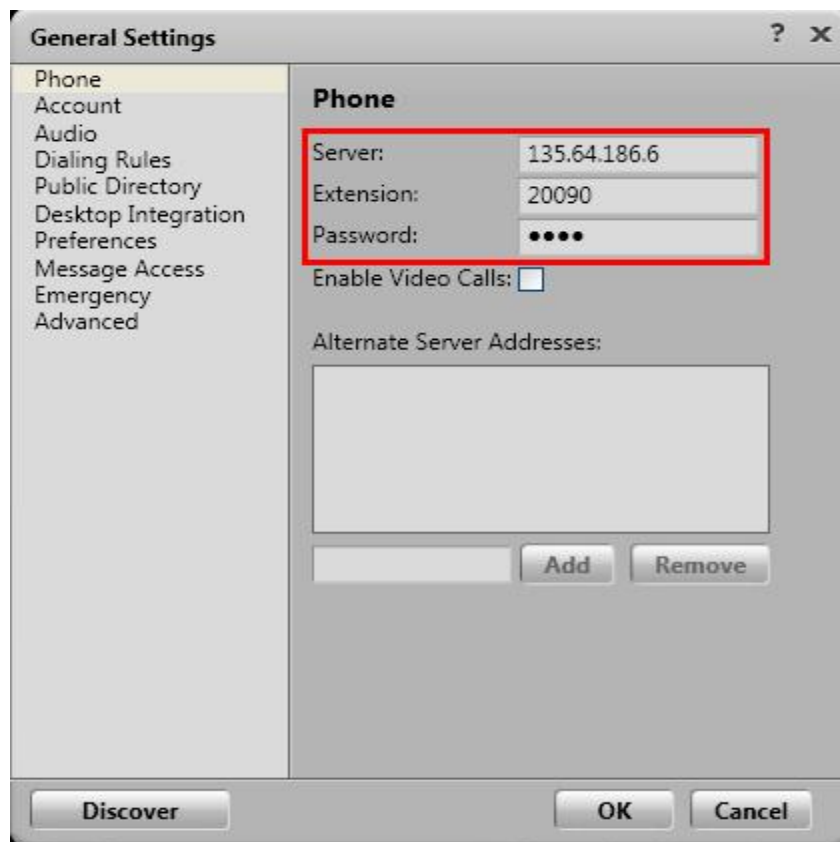 General Settings
?
Phone
Account
Audio
Dialing Rules
Public Directory
Desktop Integration
Preferences
Message Access
Emergency
Advanced
Phone
Server: 135.64.186.6
Extension: 20090
Password: ••••
Enable Video Calls:
Alternate Server Addresses:
Add Remove
Discover OK Cancel